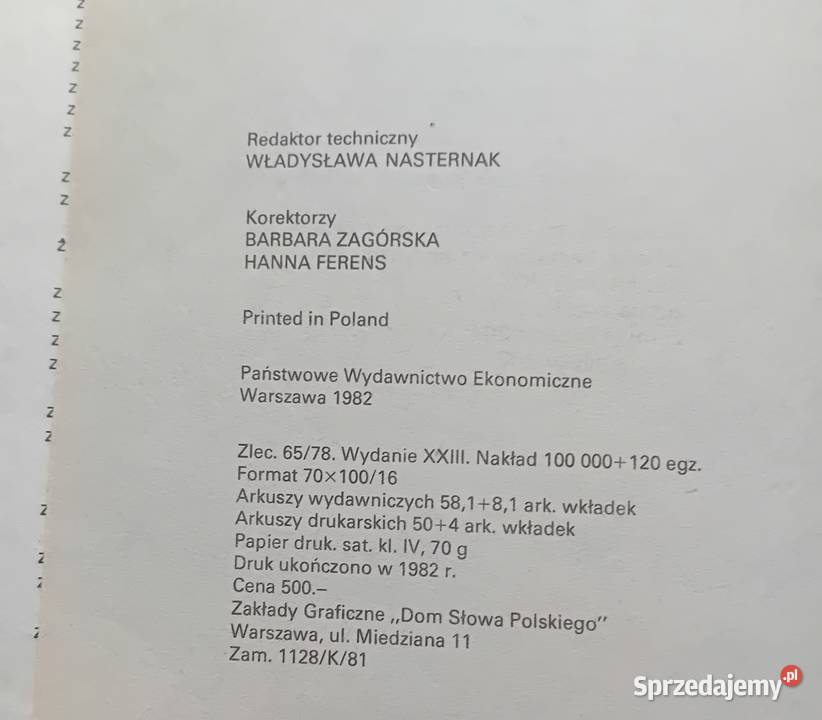 Redaktor techniczny
WŁADYSŁAWA NASTERNAK
Korektorzy
BARBARA ZAGÓRSKA
HANNA FERENS
Printed in Poland
Państwowe Wydawnictwo Ekonomiczne
Warszawa 1982
Zlec. 65/78. Wydanie XXIII. Nakład 100 000+120 egz.
Format 70×100/16
Arkuszy wydawniczych 58,1+8,1 ark. wkładek
Arkuszy drukarskich 50+4 ark. wkładek
Papier druk. sat. kl. IV, 70 g
Druk ukończono w 1982 r.
Cena 500.–
Zakłady Graficzne „Dom Słowa Polskiego”
Warszawa, ul. Miedziana 11
Zam. 1128/K/81
Sprzedajemy.pl